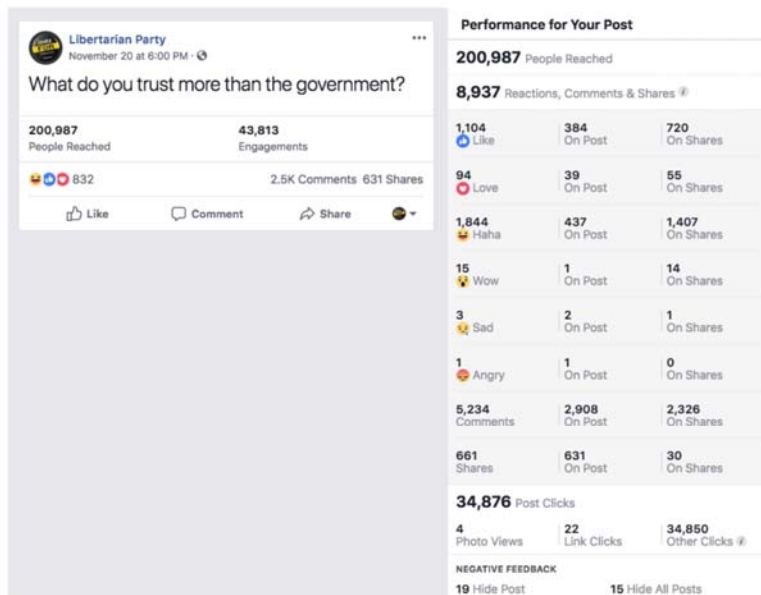 Libertarian Party
November 20 at 6:00 PM ·
What do you trust more than the government?
200,987
People Reached
43,813
Engagements
832
2.5K Comments 631 Shares
Like
Comment
Share
Performance for Your Post
200,987 People Reached
8,937 Reactions, Comments & Shares
1,104
Like
384
On Post
720
On Shares
94
Love
39
On Post
55
On Shares
1,844
Haha
437
On Post
1,407
On Shares
15
Wow
1
On Post
14
On Shares
3
Sad
2
On Post
1
On Shares
1
Angry
1
On Post
0
On Shares
5,234
Comments
2,908
On Post
2,326
On Shares
661
Shares
631
On Post
30
On Shares
34,876 Post Clicks
4
Photo Views
22
Link Clicks
34,850
Other Clicks
NEGATIVE FEEDBACK
19 Hide Post
15 Hide All Posts